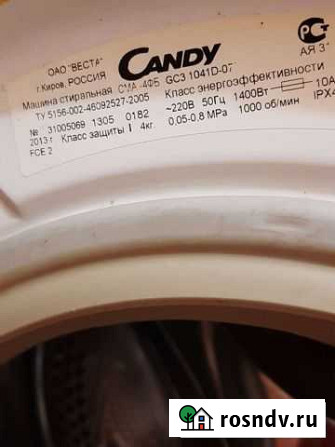 ОАО "ВЕСТА"
г. Киров, РОССИЯ
CANDY
РС
АЯ
Машина стиральная СМА-4ФБ GC3 1041D-07
ТУ 5156-002-46092527-2005 Класс энергоэффективности
№ 31005069 1305 0182 ~220В 50Гц 1400Вт 10А
2013 г Класс защиты I 4кг. 0,05-0,8 MPa 1000 об/мин IPX4
FCE 2
rosndv.ru